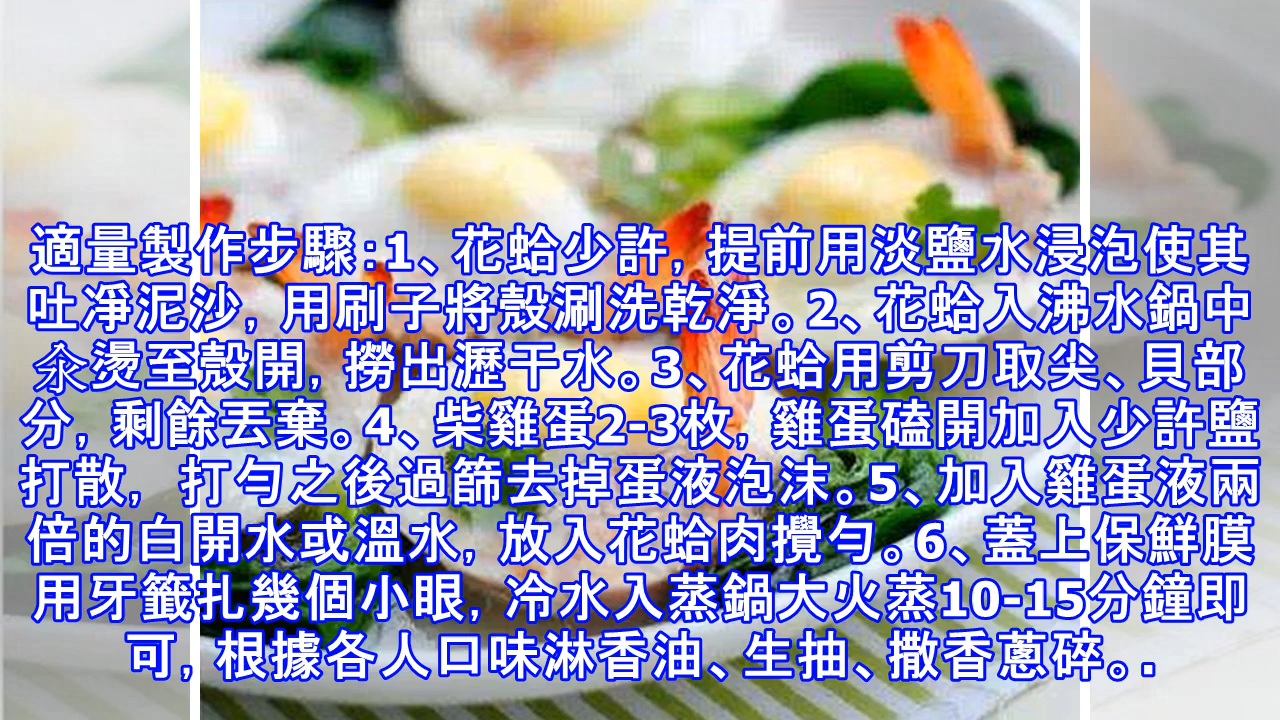 適量製作步驟:1、花蛤少許, 提前用淡鹽水浸泡使其
吐凈泥沙, 用刷子將殼涮洗乾淨。2、花蛤入沸水鍋中
汆燙至殼開, 撈出瀝干水。3、花蛤用剪刀取尖、貝部
分, 剩餘丟棄。4、柴雞蛋2-3枚, 雞蛋磕開加入少許鹽
打散, 打勻之後過篩去掉蛋液泡沫。5、加入雞蛋液兩
倍的白開水或溫水, 放入花蛤肉攪勻。6、蓋上保鮮膜
用牙籤扎幾個小眼, 冷水入蒸鍋大火蒸10-15分鐘即
可, 根據各人口味淋香油、生抽、撒香蔥碎。.